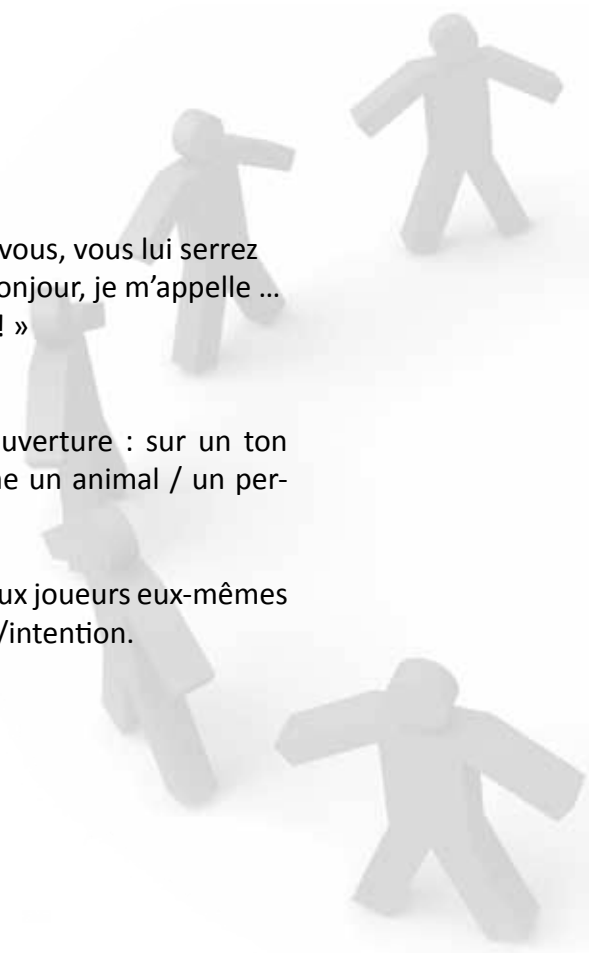 vous, vous lui serrez
onjour, je m’appelle ...
! »
uverture : sur un ton
ne un animal / un per-
ux joueurs eux-mêmes
/intention.